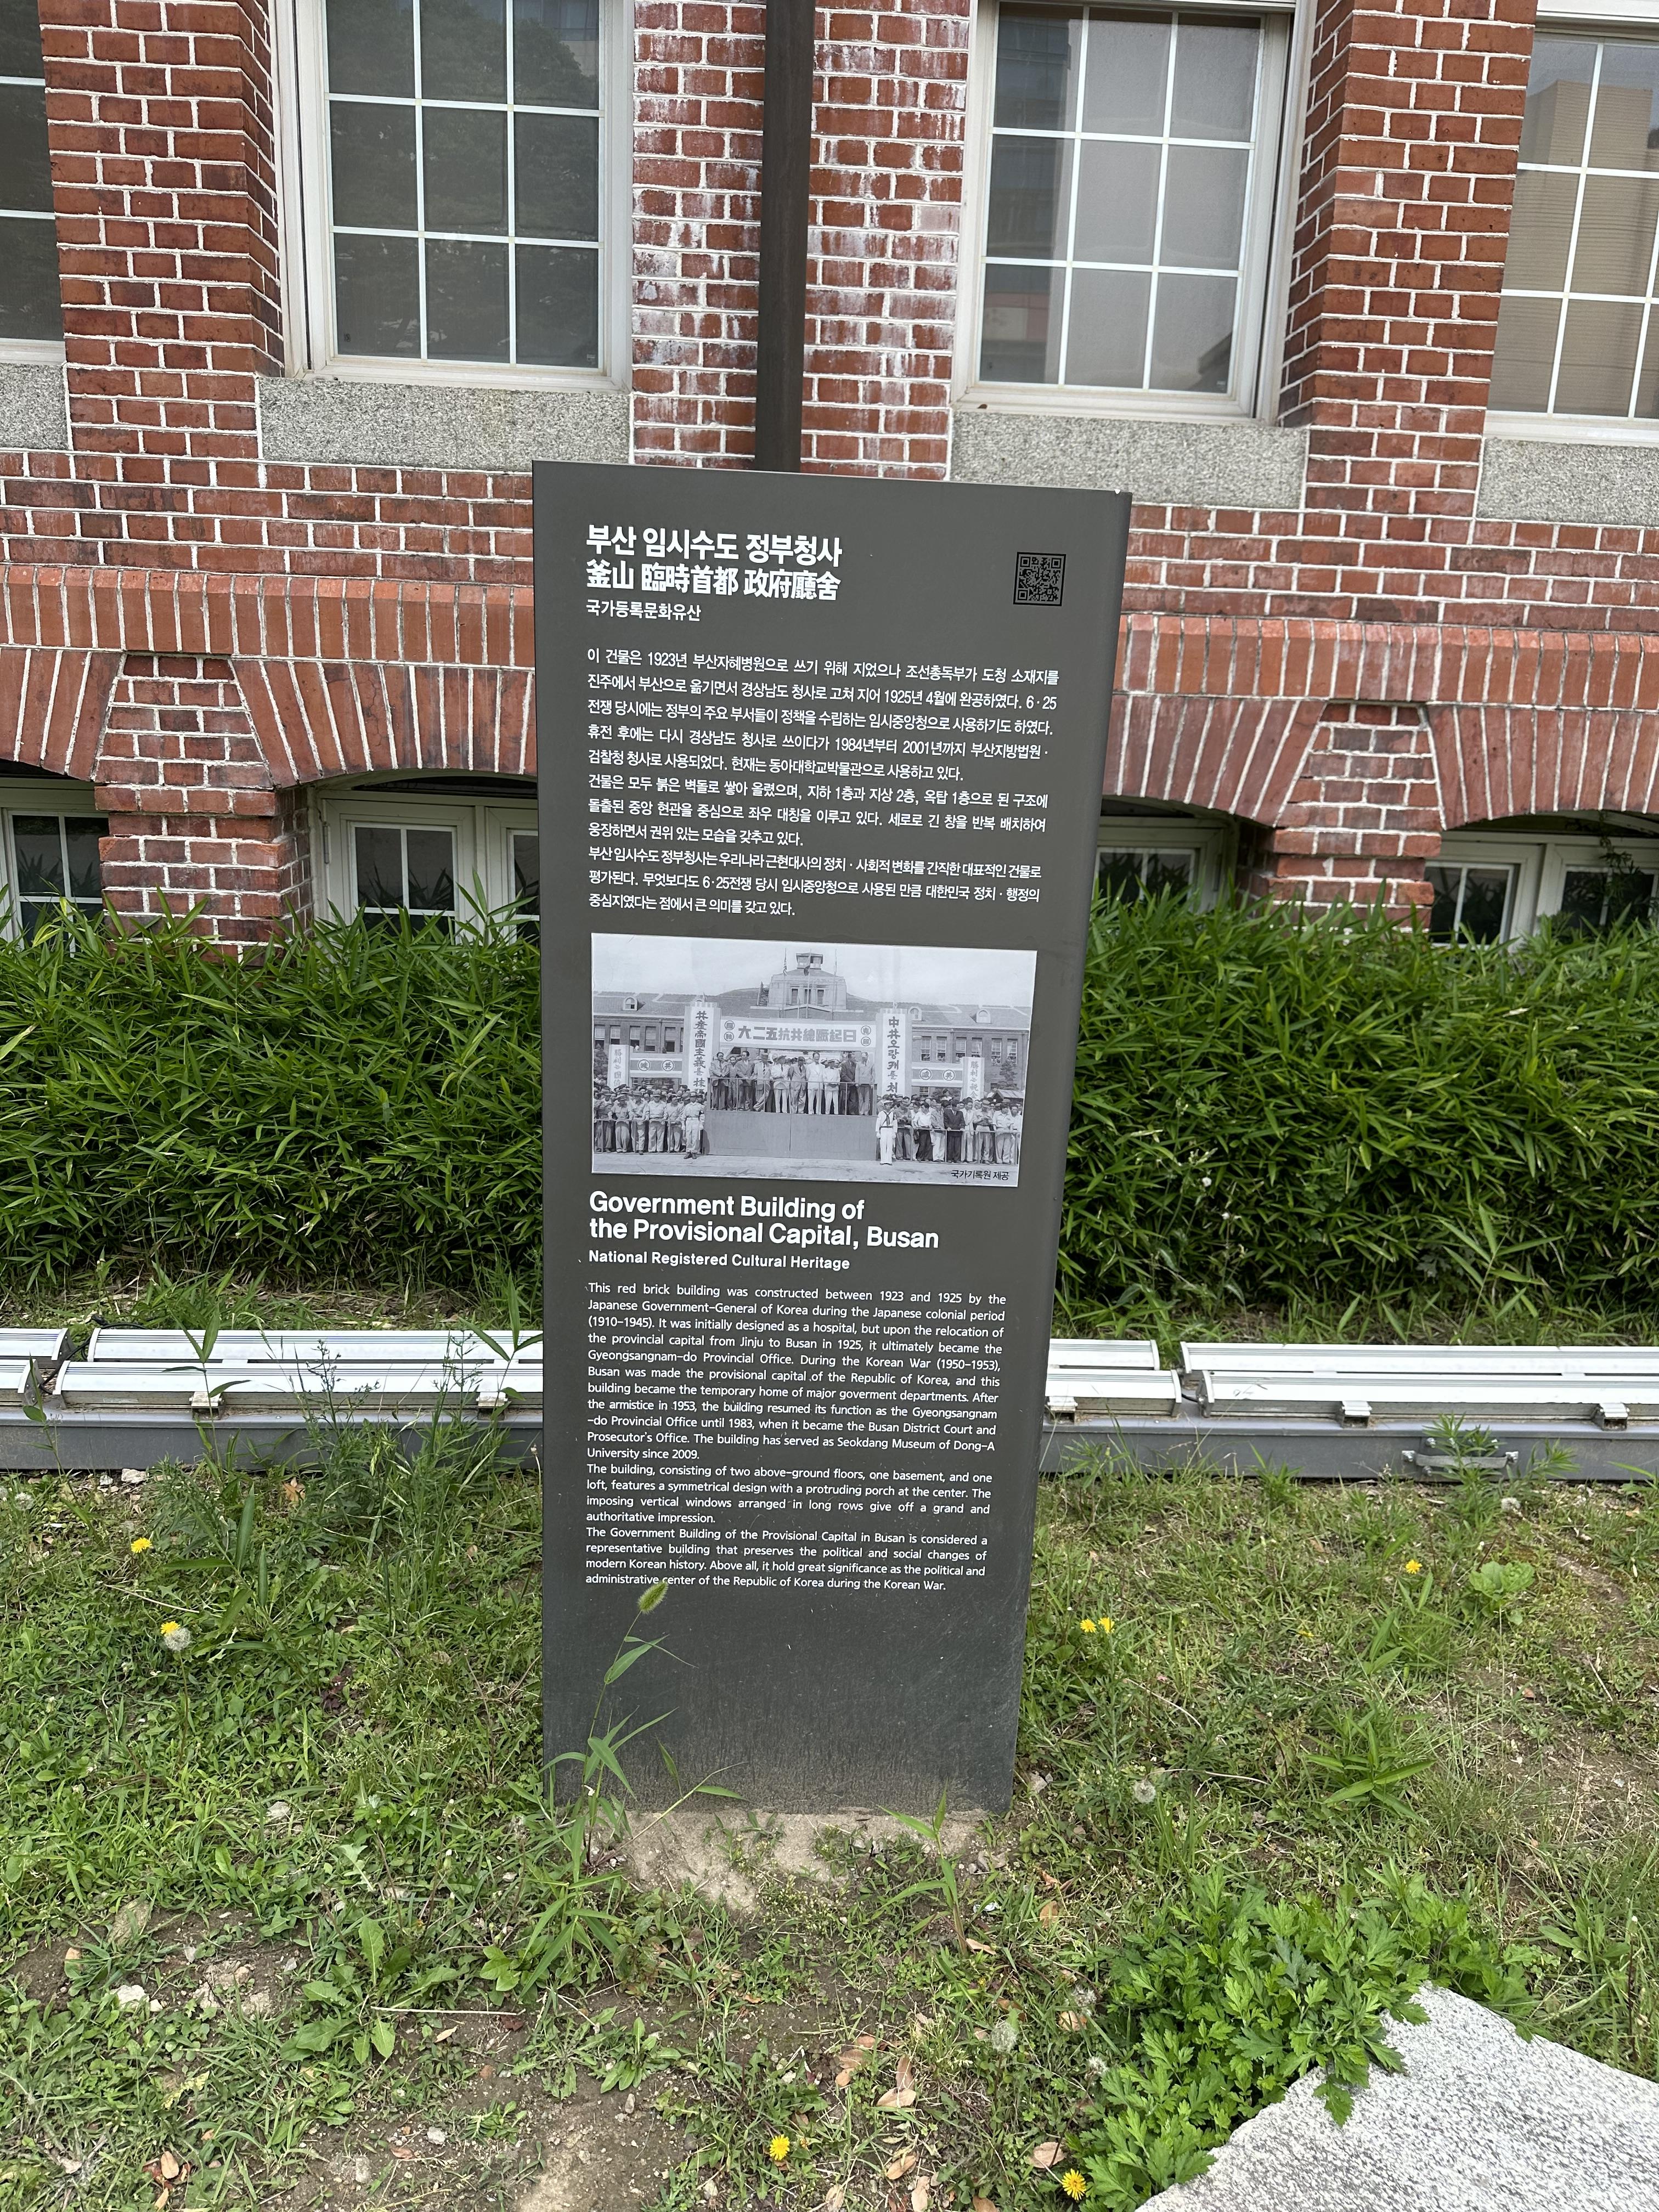 부산 임시수도 정부청사
釜山 臨時首都 政府廳舍
국가등록문화유산
이 건물은 1923년 부산자혜병원으로 쓰기 위해 지었으나 조선총독부가 도청 소재지를
진주에서 부산으로 옮기면서 경상남도 청사로 고쳐 지어 1925년 4월에 완공하였다. 6·25
전쟁 당시에는 정부의 주요 부서들이 정책을 수립하는 임시중앙청으로 사용하기도 하였다.
휴전 후에는 다시 경상남도 청사로 쓰이다가 1984년부터 2001년까지 부산지방법원·
검찰청 청사로 사용되었다. 현재는 동아대학교박물관으로 사용하고 있다.
건물은 모두 붉은 벽돌로 쌓아 올렸으며, 지하 1층과 지상 2층, 옥탑 1층으로 된 구조에
돌출된 중앙 현관을 중심으로 좌우 대칭을 이루고 있다. 세로로 긴 창을 반복 배치하여
웅장하면서 권위 있는 모습을 갖추고 있다.
부산 임시수도 정부청사는 우리나라 근현대사의 정치·사회적 변화를 간직한 대표적인 건물로
평가된다. 무엇보다도 6·25전쟁 당시 임시중앙청으로 사용된 만큼 대한민국 정치·행정의
중심지였다는 점에서 큰 의미를 갖고 있다.
六二五抗共總蹶起日
共産帝國主義
中共오랑캐를
국가기록원 제공
Government Building of
the Provisional Capital, Busan
National Registered Cultural Heritage
This red brick building was constructed between 1923 and 1925 by the
Japanese Government-General of Korea during the Japanese colonial period
(1910-1945). It was initially designed as a hospital, but upon the relocation of
the provincial capital from Jinju to Busan in 1925, it ultimately became the
Gyeongsangnam-do Provincial Office. During the Korean War (1950-1953),
Busan was made the provisional capital of the Republic of Korea, and this
building became the temporary home of major goverment departments. After
the armistice in 1953, the building resumed its function as the Gyeongsangnam
-do Provincial Office until 1983, when it became the Busan District Court and
Prosecutor's Office. The building has served as Seokdang Museum of Dong-A
University since 2009.
The building, consisting of two above-ground floors, one basement, and one
loft, features a symmetrical design with a protruding porch at the center. The
imposing vertical windows arranged in long rows give off a grand and
authoritative impression.
The Government Building of the Provisional Capital in Busan is considered a
representative building that preserves the political and social changes of
modern Korean history. Above all, it hold great significance as the political and
administrative center of the Republic of Korea during the Korean War.